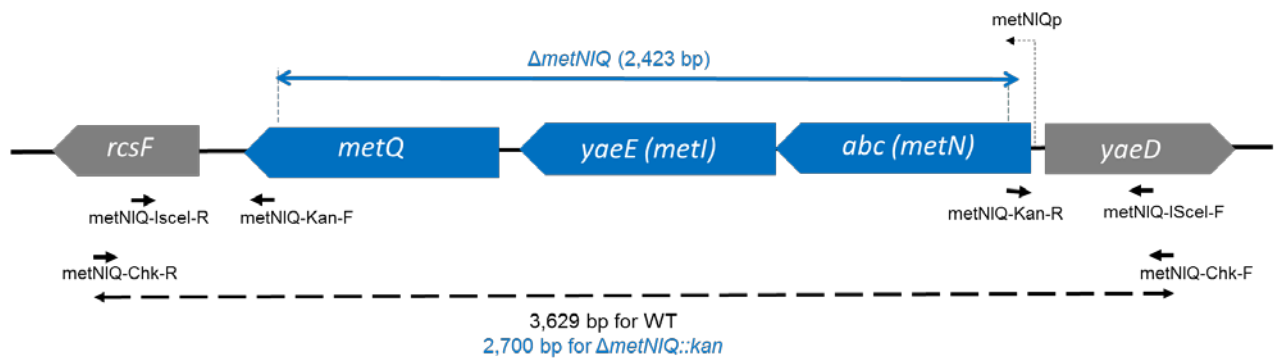 metNIQp
ΔmetNIQ (2,423 bp)
rcsF
metQ
yaeE (metI)
abc (metN)
yaeD
metNIQ-IsceI-R
metNIQ-Kan-F
metNIQ-Kan-R
metNIQ-ISceI-F
metNIQ-Chk-R
metNIQ-Chk-F
3,629 bp for WT
2,700 bp for ΔmetNIQ::kan